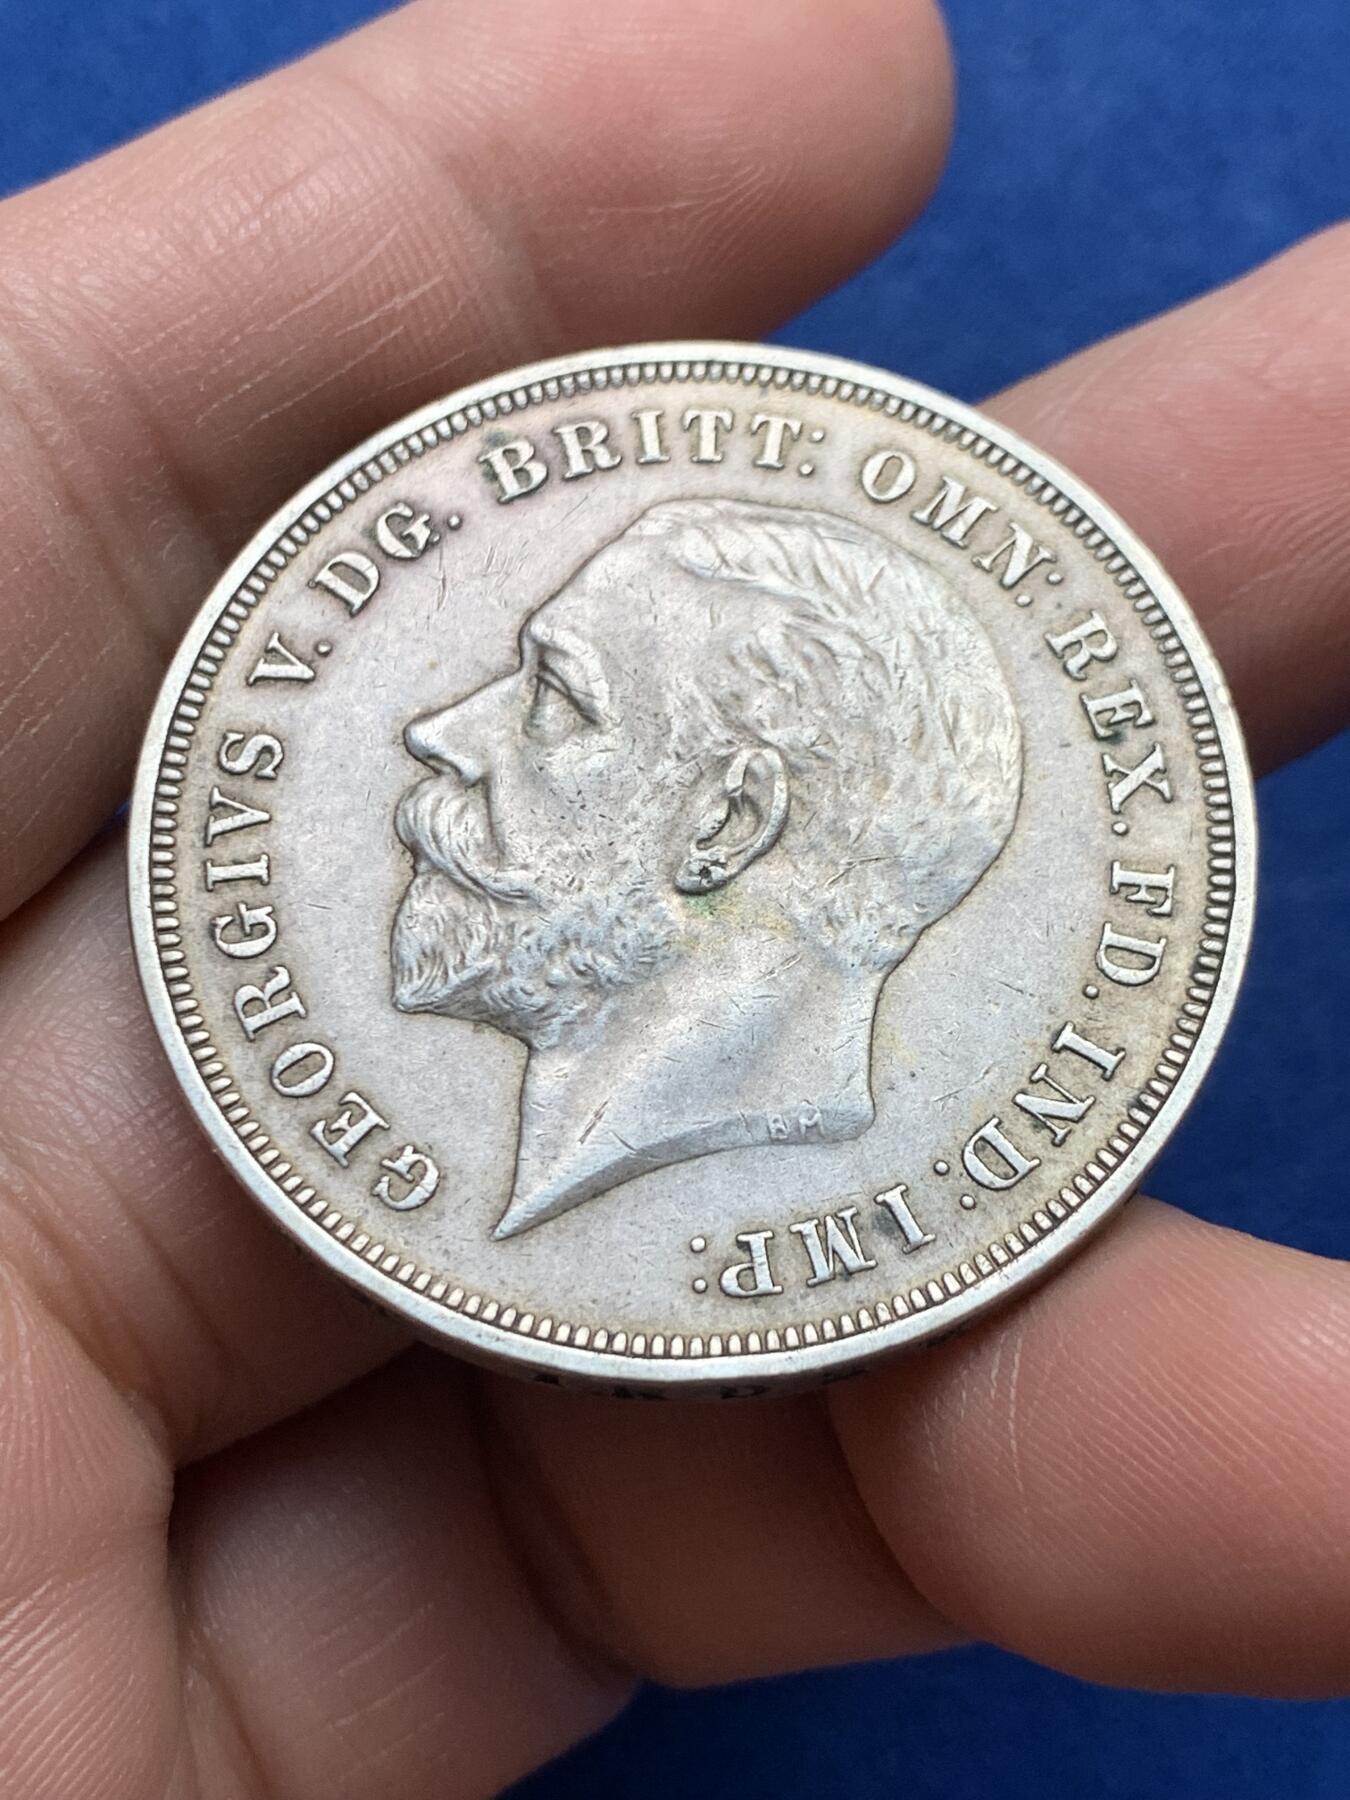 GEORGIVS V. DG. BRITT: OMN: REX. FD. IND: IMP:
BM